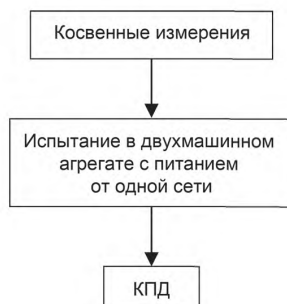 Косвенные измерения
Испытание в двухмашинном
агрегате с питанием
от одной сети
КПД